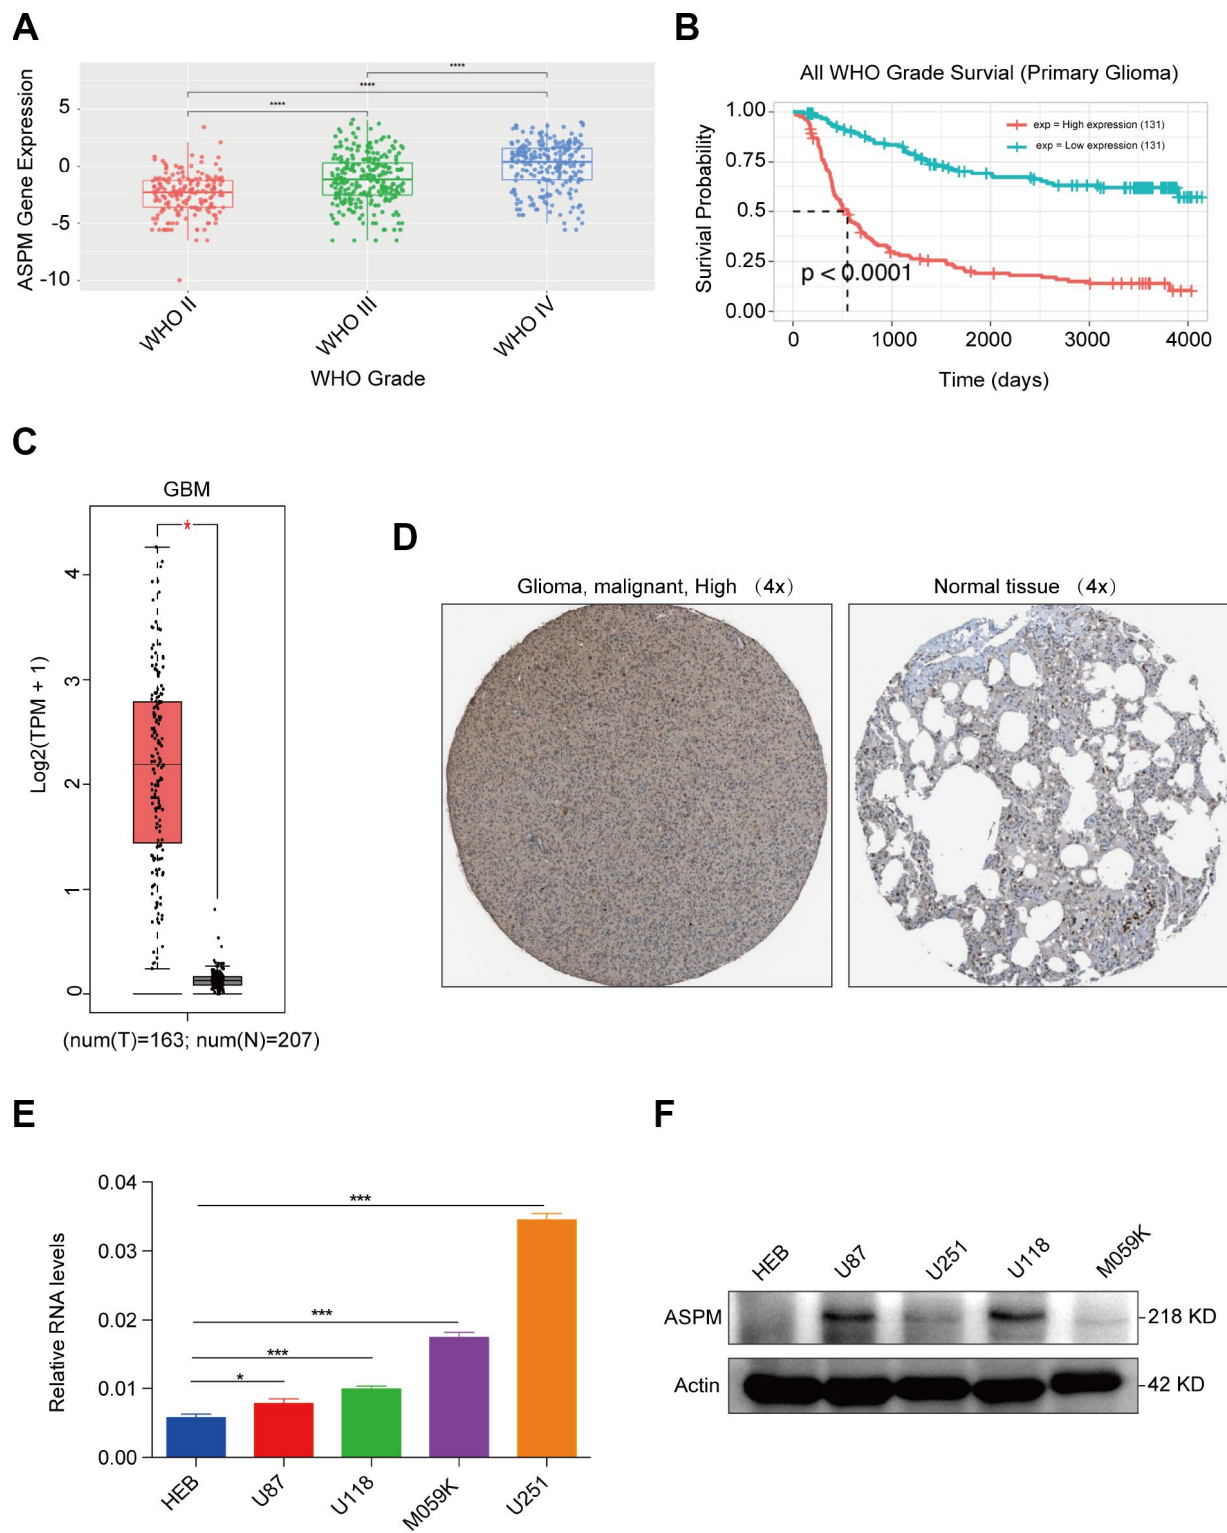 A
ASPM Gene Expression
5
0
-5
-10
****
****
****
WHO II
WHO III
WHO IV
WHO Grade
B
All WHO Grade Survial (Primary Glioma)
Surivial Probability
1.00
0.75
0.5
0.25
0.00
exp = High expression (131)
exp = Low expression (131)
p < 0.0001
0
1000
2000
3000
4000
Time (days)
C
GBM
*
Log2(TPM + 1)
4
3
2
1
0
(num(T)=163; num(N)=207)
D
Glioma, malignant, High （4x）
Normal tissue （4x）
E
Relative RNA levels
0.04
0.03
0.02
0.01
0.00
***
***
***
*
HEB
U87
U118
M059K
U251
F
HEB
U87
U251
U118
M059K
ASPM
218 KD
Actin
42 KD